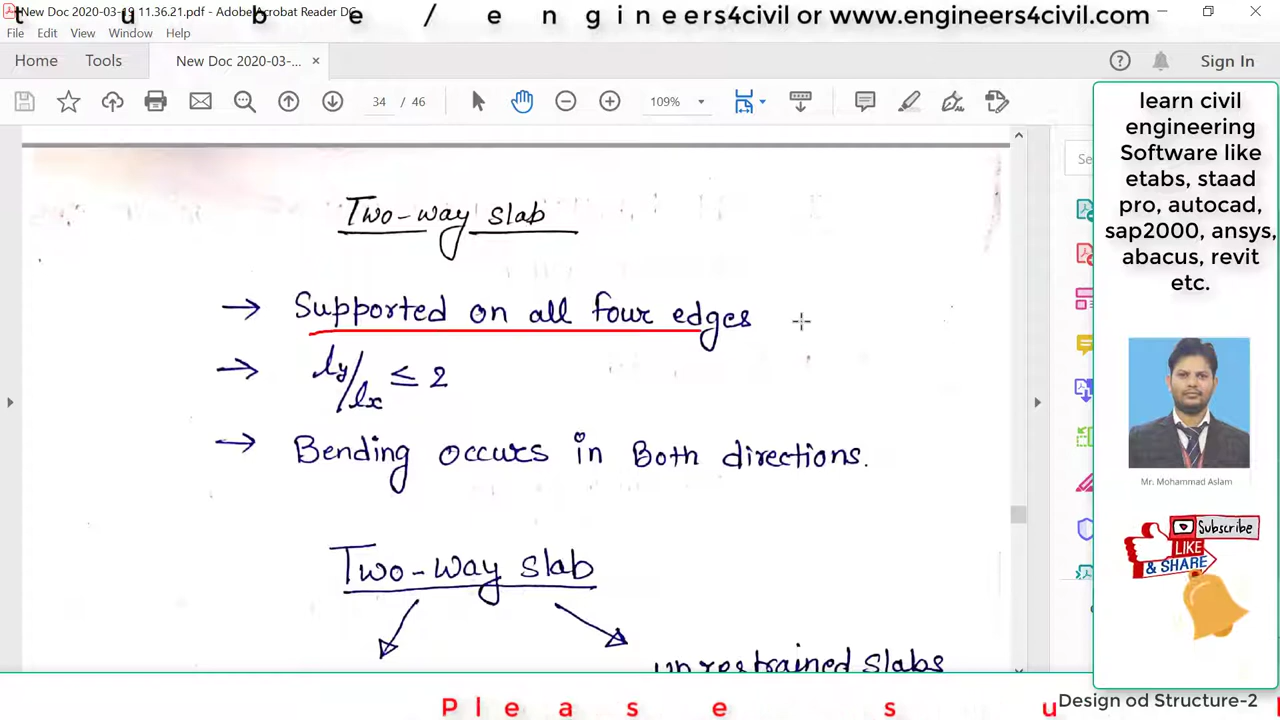 t u b e / e n g i n e e r s 4 c i v i l or www.engineers4civil.com
New Doc 2020-03-19 11.36.21.pdf - Adobe Acrobat Reader DC
File Edit View Window Help
Home Tools New Doc 2020-03-... × Sign In
34 / 46 109%
learn civil
engineering
Software like
etabs, staad
pro, autocad,
sap2000, ansys,
abacus, revit
etc.
Two-way slab
→ Supported on all four edges
→ ly/lx ≤ 2
→ Bending occurs in Both directions.
Two-way slab
unrestrained slabs
Mr. Mohammad Aslam
Subscribe
LIKE
& SHARE
P l e a s e s u
Design od Structure-2